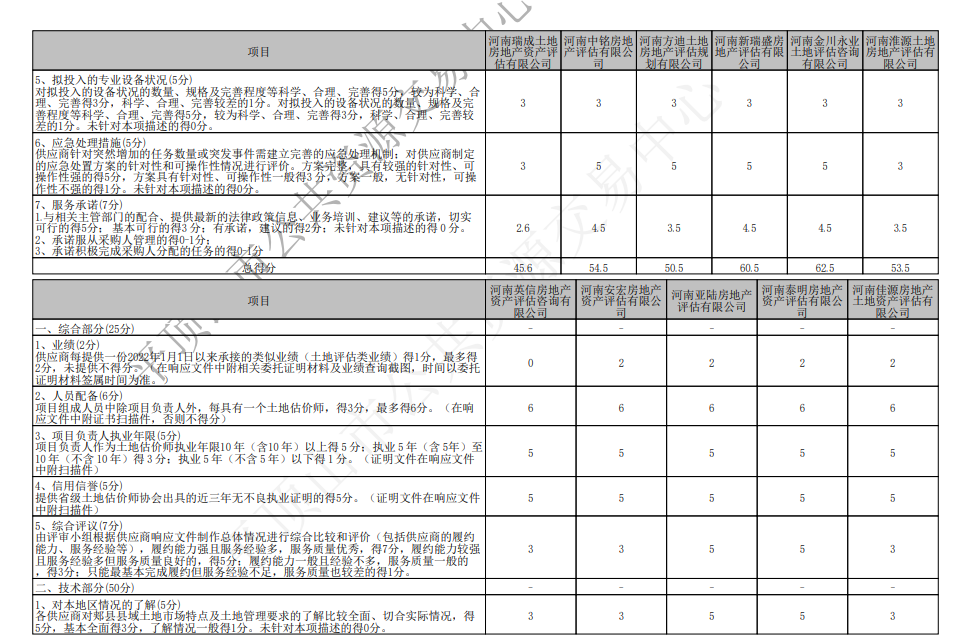 项目
河南瑞成土地
房地产资产评
估有限公司
河南中铭房地
产评估有限公
司
河南方迪土地
房地产评估规
划有限公司
河南新瑞盛房
地产评估有限
公司
河南金川永业
土地评估咨询
有限公司
河南淮源土地
房地产评估有
限公司
5、拟投入的专业设备状况(5分)
对拟投入的设备状况的数量、规格及完善程度等科学、合理、完善得5分，较为科学、合
理、完善得3分，科学、合理、完善较差的1分。对拟投入的设备状况的数量、规格及完
善程度等科学、合理、完善得5分，较为科学、合理、完善得3分，科学、合理、完善较
差的1分。未针对本项描述的得0分。
3 3 3 3 3 3
6、应急处理措施(5分)
供应商针对突然增加的任务数量或突发事件需建立完善的应急处理机制；对供应商制定
的应急处置方案的针对性和可操作性情况进行评价。方案完整，具有较强的针对性、可
操作性强的得5分，方案具有针对性、可操作性一般得3 分，方案一般，无针对性，可操
作性不强的得1分。未针对本项描述的得0分。
3 5 5 5 5 3
7、服务承诺(7分)
1.与相关主管部门的配合、提供最新的法律政策信息、业务培训、建议等的承诺，切实
可行的得5分； 基本可行的得3 分；有承诺，建议的得2分；未针对本项描述的得 0 分。
2、承诺服从采购人管理的得0-1分；
3、承诺积极完成采购人分配的任务的得0-1分
2.6 4.5 3.5 4.5 4.5 3.5
总得分 45.6 54.5 50.5 60.5 62.5 53.5
项目
河南英信房地产
资产评估咨询有
限公司
河南安宏房地产
资产评估有限公
司
河南亚陆房地产
评估有限公司
河南泰明房地产
资产评估有限公
司
河南佳源房地产
土地资产评估有
限公司
一、综合部分(25分) - - - - -
1、业绩(2分)
供应商每提供一份2022年1月1日以来承接的类似业绩（土地评估类业绩）得1分，最多得
2分，未提供不得分。（在响应文件中附相关委托证明材料及业绩查询截图，时间以委托
证明材料签属时间为准。）
0 2 2 2 2
2、人员配备(6分)
项目组成人员中除项目负责人外，每具有一个土地估价师，得3分，最多得6分。（在响
应文件中附证书扫描件，否则不得分）
6 6 6 6 6
3、项目负责人执业年限(5分)
项目负责人作为土地估价师执业年限10 年（含10 年）以上得 5 分；执业 5 年（含 5年）至
10 年（不含 10 年）得 3 分；执业 5 年（不含 5 年）以下得 1 分。（证明文件在响应文件
中附扫描件）
5 5 5 5 5
4、信用信誉(5分)
提供省级土地估价师协会出具的近三年无不良执业证明的得5分。（证明文件在响应文件
中附扫描件）
5 5 5 5 5
5、综合评议(7分)
由评审小组根据供应商响应文件制作总体情况进行综合比较和评价（包括供应商的履约
能力、服务经验等），履约能力强且服务经验多，服务质量优秀，得7分，履约能力较强
且服务经验多但服务质量良好的，得5分；履约能力一般且经验不多，服务质量一般的
，得3分；只能最基本完成履约但服务经验不足，服务质量也较差的得1分。
3 3 5 5 3
二、技术部分(50分) - - - - -
1、对本地区情况的了解(5分)
各供应商对郏县县域土地市场特点及土地管理要求的了解比较全面、切合实际情况，得
5分，基本全面得3分，了解情况一般得1分。未针对本项描述的得0分。
3 3 5 5 3
平顶山市公共资源交易中心
平顶山市公共资源交易中心